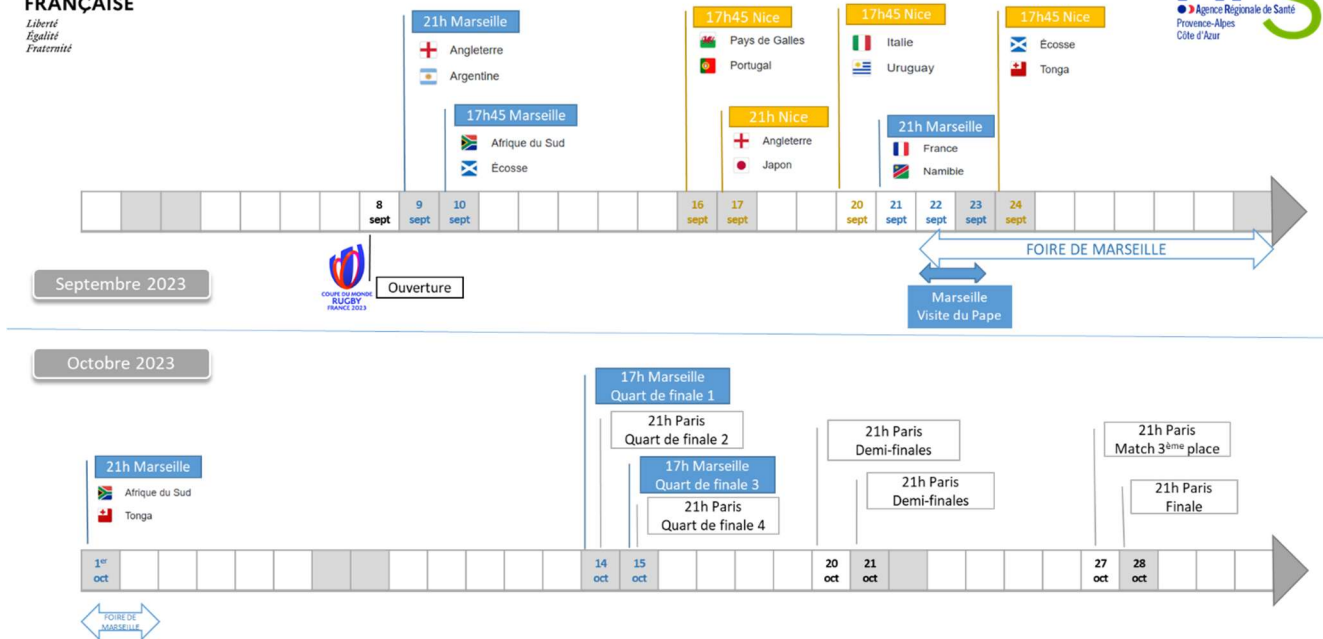 FRANÇAISE
Liberté
Égalité
Fraternité
Agence Régionale de Santé
Provence-Alpes
Côte d'Azur
21h Marseille
Angleterre
Argentine
17h45 Marseille
Afrique du Sud
Écosse
17h45 Nice
Pays de Galles
Portugal
21h Nice
Angleterre
Japon
17h45 Nice
Italie
Uruguay
21h Marseille
France
Namibie
17h45 Nice
Écosse
Tonga
8 sept
9 sept
10 sept
16 sept
17 sept
20 sept
21 sept
22 sept
23 sept
24 sept
FOIRE DE MARSEILLE
Septembre 2023
COUPE DU MONDE
RUGBY
FRANCE 2023
Ouverture
Marseille
Visite du Pape
Octobre 2023
21h Marseille
Afrique du Sud
Tonga
17h Marseille
Quart de finale 1
21h Paris
Quart de finale 2
17h Marseille
Quart de finale 3
21h Paris
Quart de finale 4
21h Paris
Demi-finales
21h Paris
Demi-finales
21h Paris
Match 3ème place
21h Paris
Finale
1er oct
14 oct
15 oct
20 oct
21 oct
27 oct
28 oct
FOIRE DE
MARSEILLE